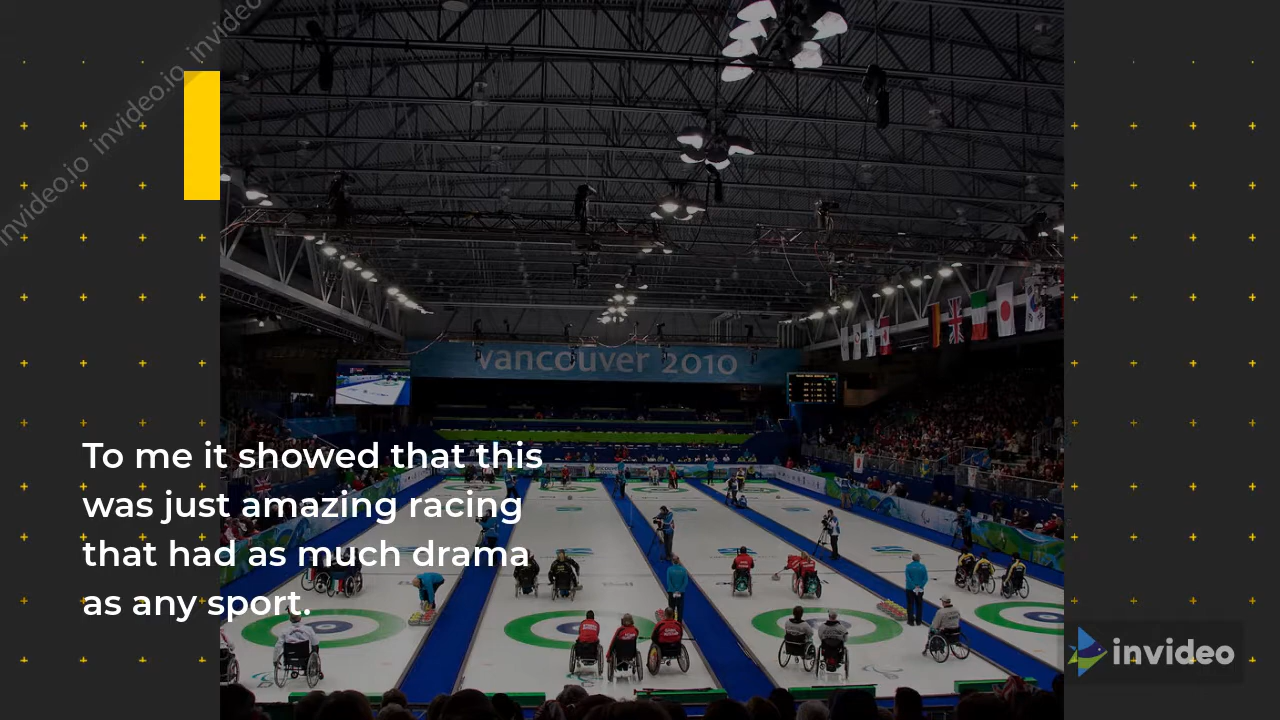 invideo.io invideo.io invideo
vancouver 2010
To me it showed that this
was just amazing racing
that had as much drama
as any sport.
invideo